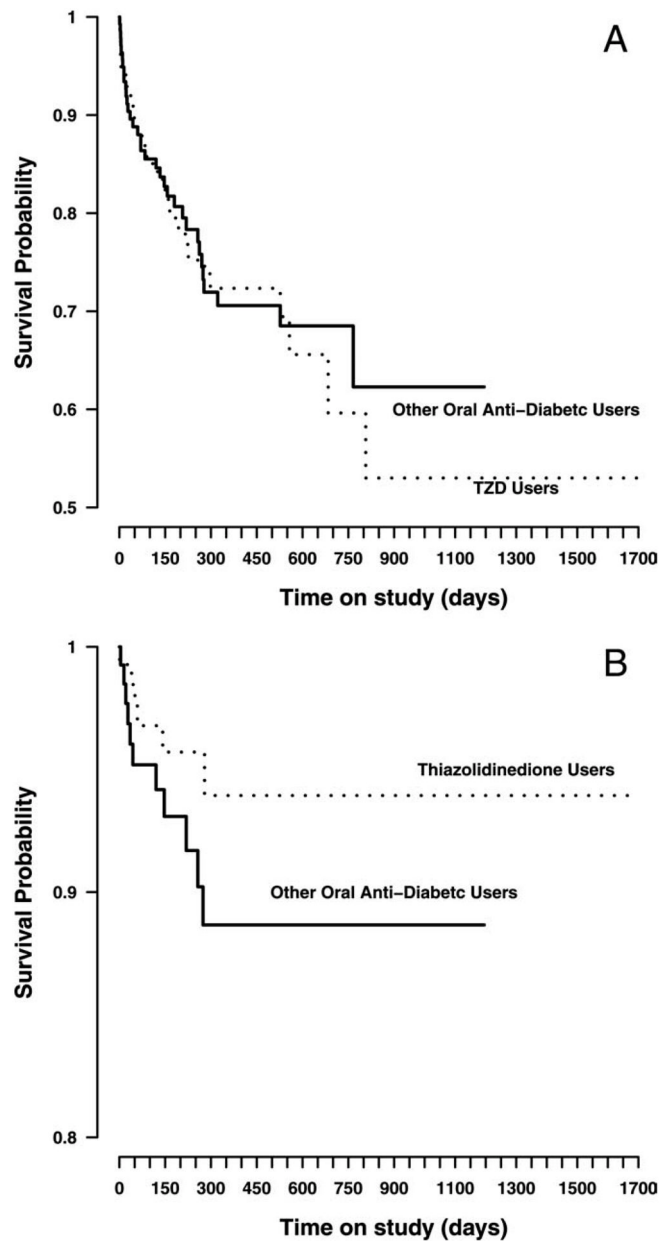 A
1
0.9
0.8
0.7
0.6
0.5
Survival Probability
Other Oral Anti-Diabetc Users
TZD Users
0 150 300 450 600 750 900 1100 1300 1500 1700
Time on study (days)
B
1
0.9
0.8
Survival Probability
Thiazolidinedione Users
Other Oral Anti-Diabetc Users
0 150 300 450 600 750 900 1100 1300 1500 1700
Time on study (days)